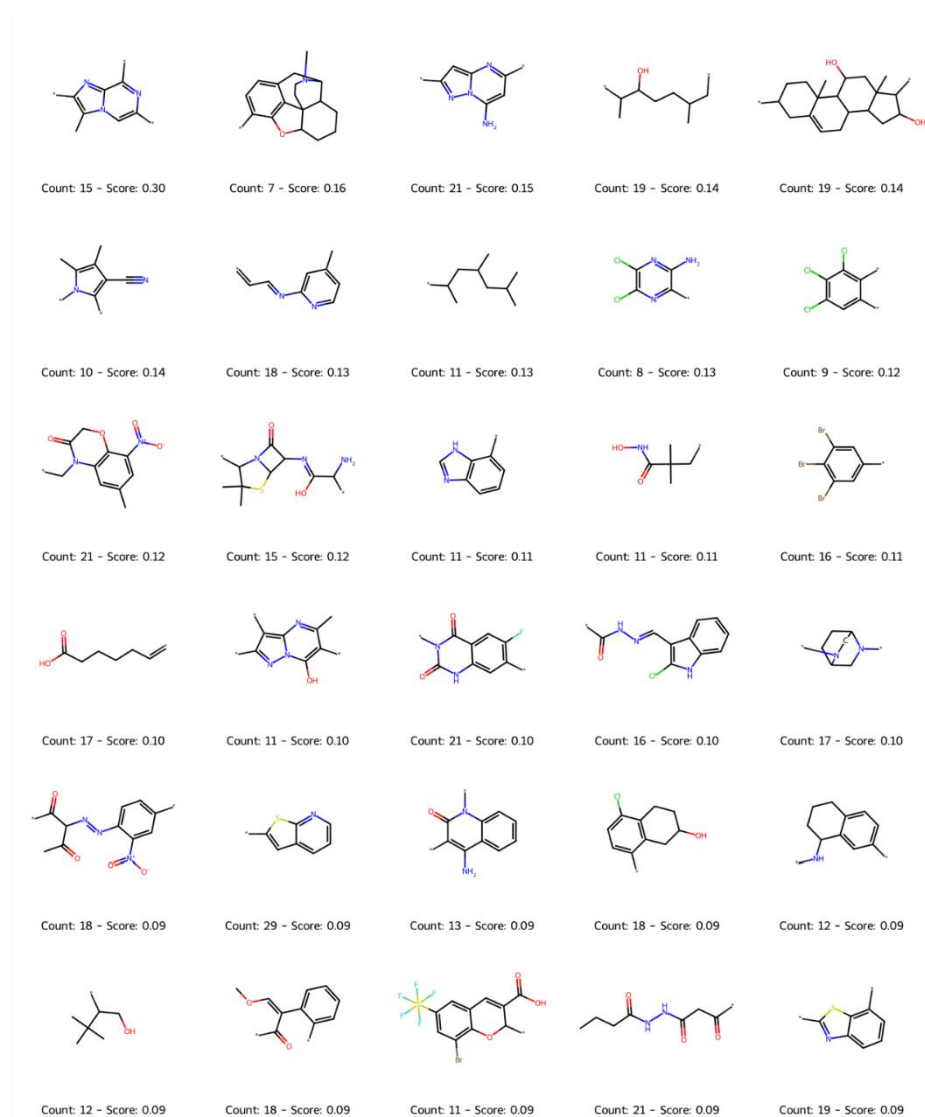 Count: 15 - Score: 0.30
Count: 7 - Score: 0.16
Count: 21 - Score: 0.15
Count: 19 - Score: 0.14
Count: 19 - Score: 0.14
Count: 10 - Score: 0.14
Count: 18 - Score: 0.13
Count: 11 - Score: 0.13
Count: 8 - Score: 0.13
Count: 9 - Score: 0.12
Count: 21 - Score: 0.12
Count: 15 - Score: 0.12
Count: 11 - Score: 0.11
Count: 11 - Score: 0.11
Count: 16 - Score: 0.11
Count: 17 - Score: 0.10
Count: 11 - Score: 0.10
Count: 21 - Score: 0.10
Count: 16 - Score: 0.10
Count: 17 - Score: 0.10
Count: 18 - Score: 0.09
Count: 29 - Score: 0.09
Count: 13 - Score: 0.09
Count: 18 - Score: 0.09
Count: 12 - Score: 0.09
Count: 12 - Score: 0.09
Count: 18 - Score: 0.09
Count: 11 - Score: 0.09
Count: 21 - Score: 0.09
Count: 19 - Score: 0.09